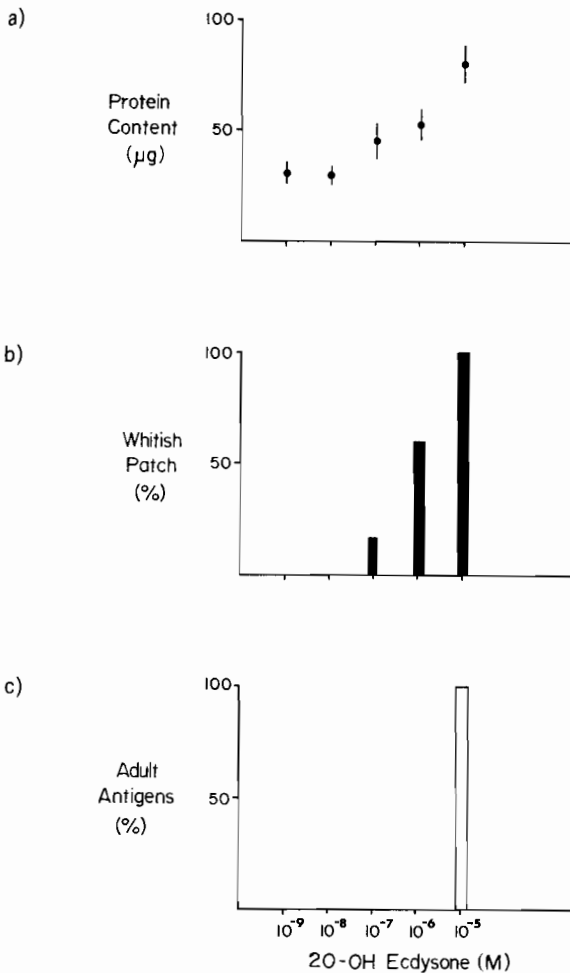 a)
100
50
Protein
Content
(μg)
b)
100
50
Whitish
Patch
(%)
c)
100
50
Adult
Antigens
(%)
10⁻⁹ 10⁻⁸ 10⁻⁷ 10⁻⁶ 10⁻⁵
20-OH Ecdysone (M)